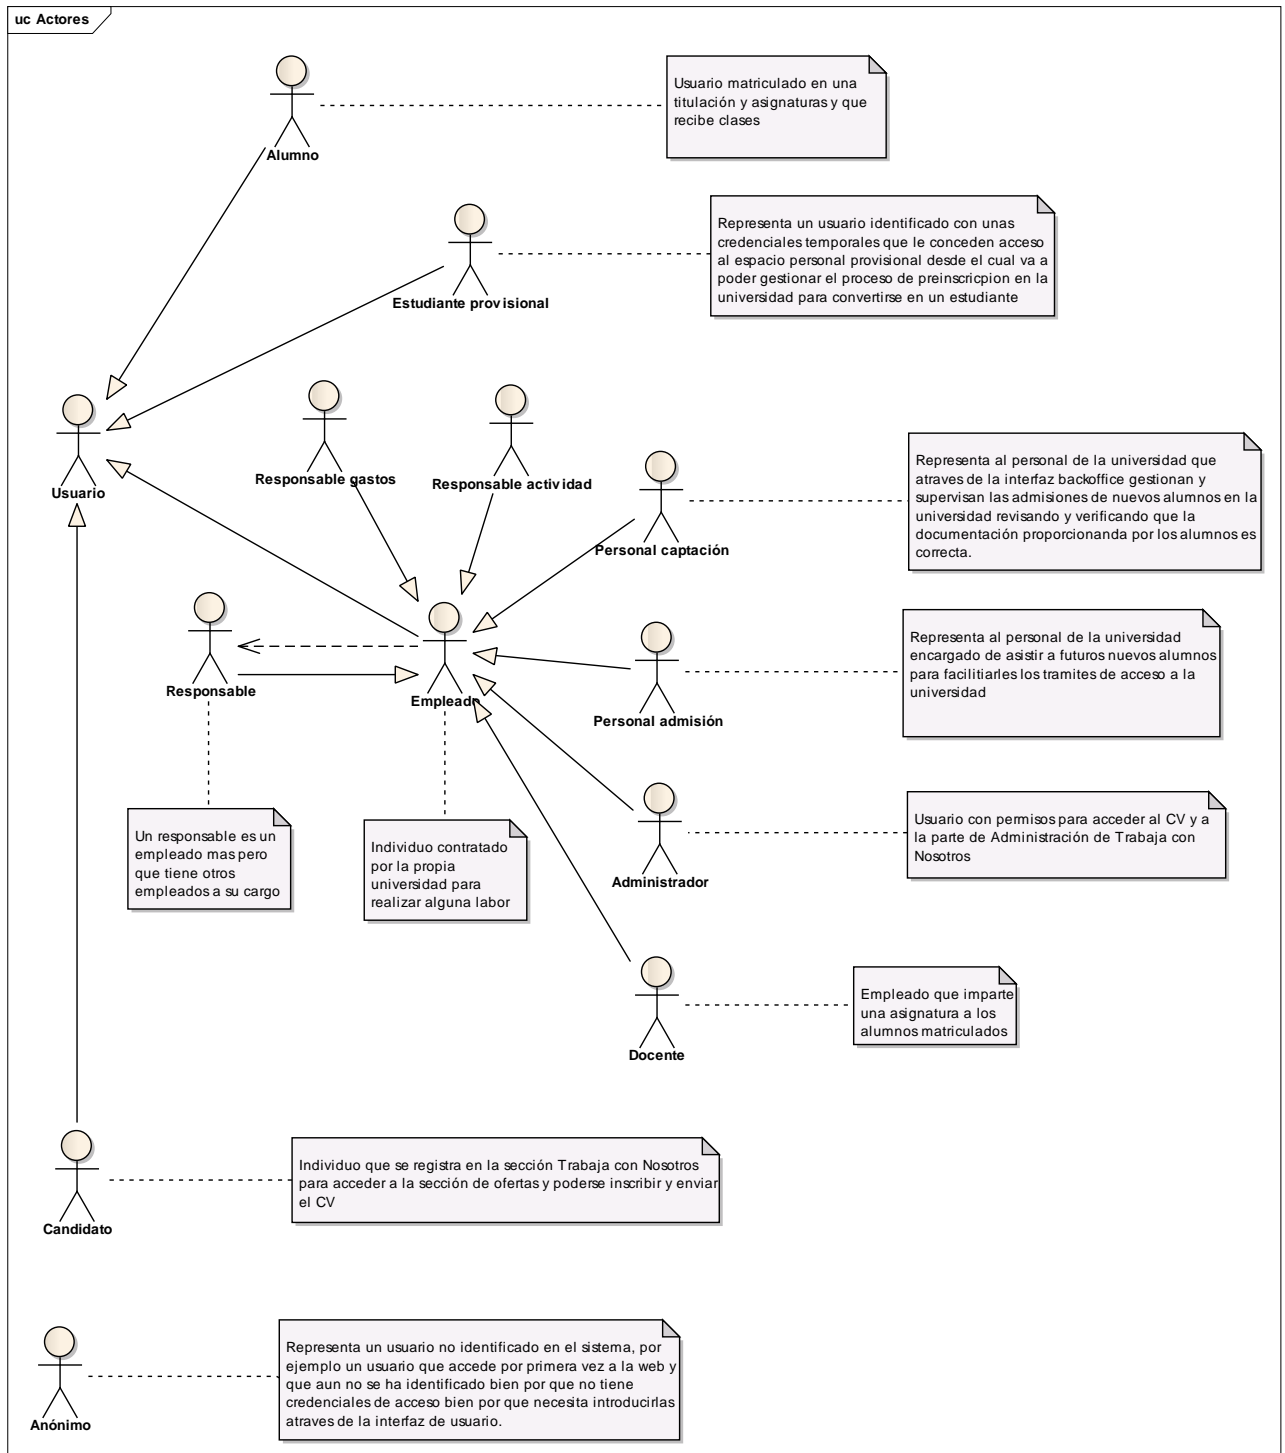 uc Actores
Alumno
Usuario matriculado en una
titulación y asignaturas y que
recibe clases
Estudiante provisional
Representa un usuario identificado con unas
credenciales temporales que le conceden acceso
al espacio personal provisional desde el cual va a
poder gestionar el proceso de preinscricpion en la
universidad para convertirse en un estudiante
Usuario
Responsable gastos
Responsable actividad
Personal captación
Representa al personal de la universidad que
atraves de la interfaz backoffice gestionan y
supervisan las admisiones de nuevos alumnos en la
universidad revisando y verificando que la
documentación proporcionanda por los alumnos es
correcta.
Responsable
Empleado
Personal admisión
Representa al personal de la universidad
encargado de asistir a futuros nuevos alumnos
para facilitiarles los tramites de acceso a la
universidad
Un responsable es un
empleado mas pero
que tiene otros
empleados a su cargo
Individuo contratado
por la propia
universidad para
realizar alguna labor
Administrador
Usuario con permisos para acceder al CV y a
la parte de Administración de Trabaja con
Nosotros
Docente
Empleado que imparte
una asignatura a los
alumnos matriculados
Candidato
Individuo que se registra en la sección Trabaja con Nosotros
para acceder a la sección de ofertas y poderse inscribir y enviar
el CV
Anónimo
Representa un usuario no identificado en el sistema, por
ejemplo un usuario que accede por primera vez a la web y
que aun no se ha identificado bien por que no tiene
credenciales de acceso bien por que necesita introducirlas
atraves de la interfaz de usuario.